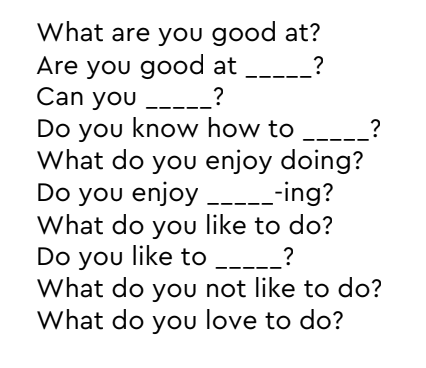 What are you good at?
Are you good at _____?
Can you _____?
Do you know how to _____?
What do you enjoy doing?
Do you enjoy _____-ing?
What do you like to do?
Do you like to _____?
What do you not like to do?
What do you love to do?